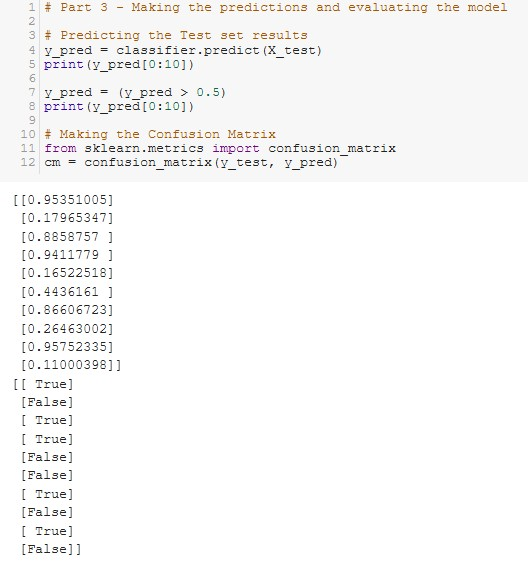 1 # Part 3 - Making the predictions and evaluating the model
2
3 # Predicting the Test set results
4 y_pred = classifier.predict(X_test)
5 print(y_pred[0:10])
6
7 y_pred = (y_pred > 0.5)
8 print(y_pred[0:10])
9
10 # Making the Confusion Matrix
11 from sklearn.metrics import confusion_matrix
12 cm = confusion_matrix(y_test, y_pred)
[[0.95351005]
[0.17965347]
[0.8858757 ]
[0.9411779 ]
[0.16522518]
[0.4436161 ]
[0.86606723]
[0.26463002]
[0.95752335]
[0.11000398]]
[[ True]
[False]
[ True]
[ True]
[False]
[False]
[ True]
[False]
[ True]
[False]]